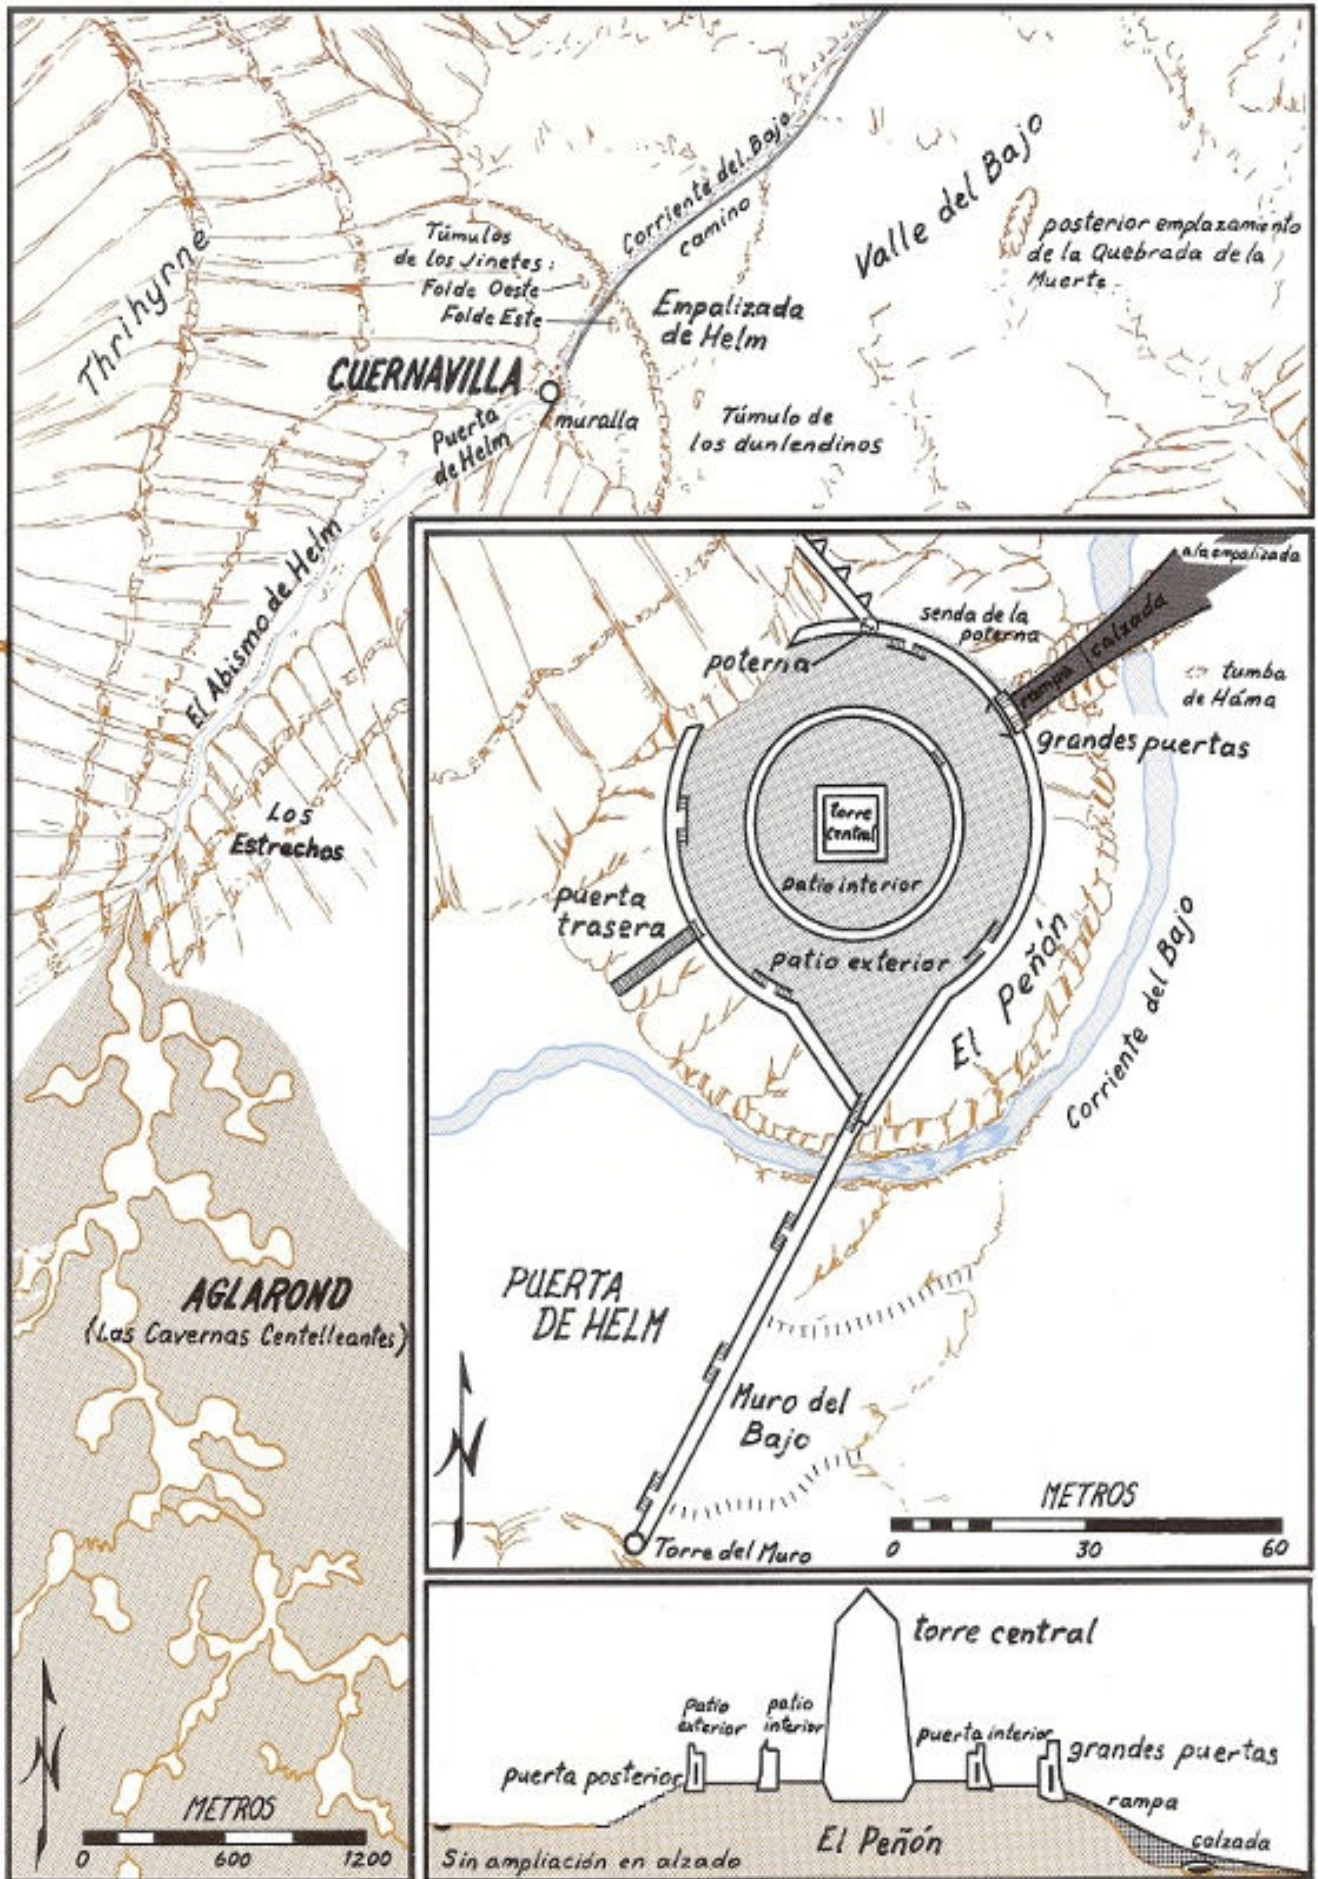 Corriente del Bajo
camino
Valle del Bajo
posterior emplazamiento
de la Quebrada de la
Muerte
Túmulos
de los Jinetes:
Folde Oeste
Folde Este
Empalizada
de Helm
Thrihyrne
CUERNAVILLA
muralla
Puerta
de Helm
Túmulo de
los dunlendinos
El Abismo de Helm
Los
Estrechos
AGLAROND
(Las Cavernas Centelleantes)
N
METROS
0 600 1200
a la empalizada
senda de la
poterna
calzada
rampa
poterna
tumba
de Háma
grandes puertas
torre
central
patio interior
puerta
trasera
patio exterior
El Peñón
Corriente del Bajo
PUERTA
DE HELM
Muro del
Bajo
N
METROS
0 30 60
Torre del Muro
torre central
patio
exterior
patio
interior
puerta interior
grandes puertas
puerta posterior
rampa
calzada
El Peñón
Sin ampliación en alzado